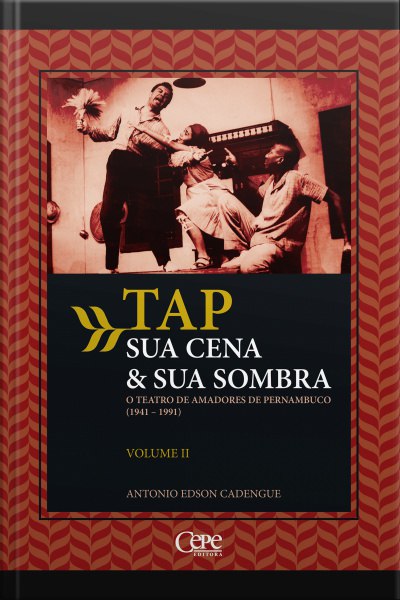 TAP
SUA CENA
& SUA SOMBRA
O TEATRO DE AMADORES DE PERNAMBUCO
(1941 – 1991)
VOLUME II
ANTONIO EDSON CADENGUE
Cepe
EDITORA